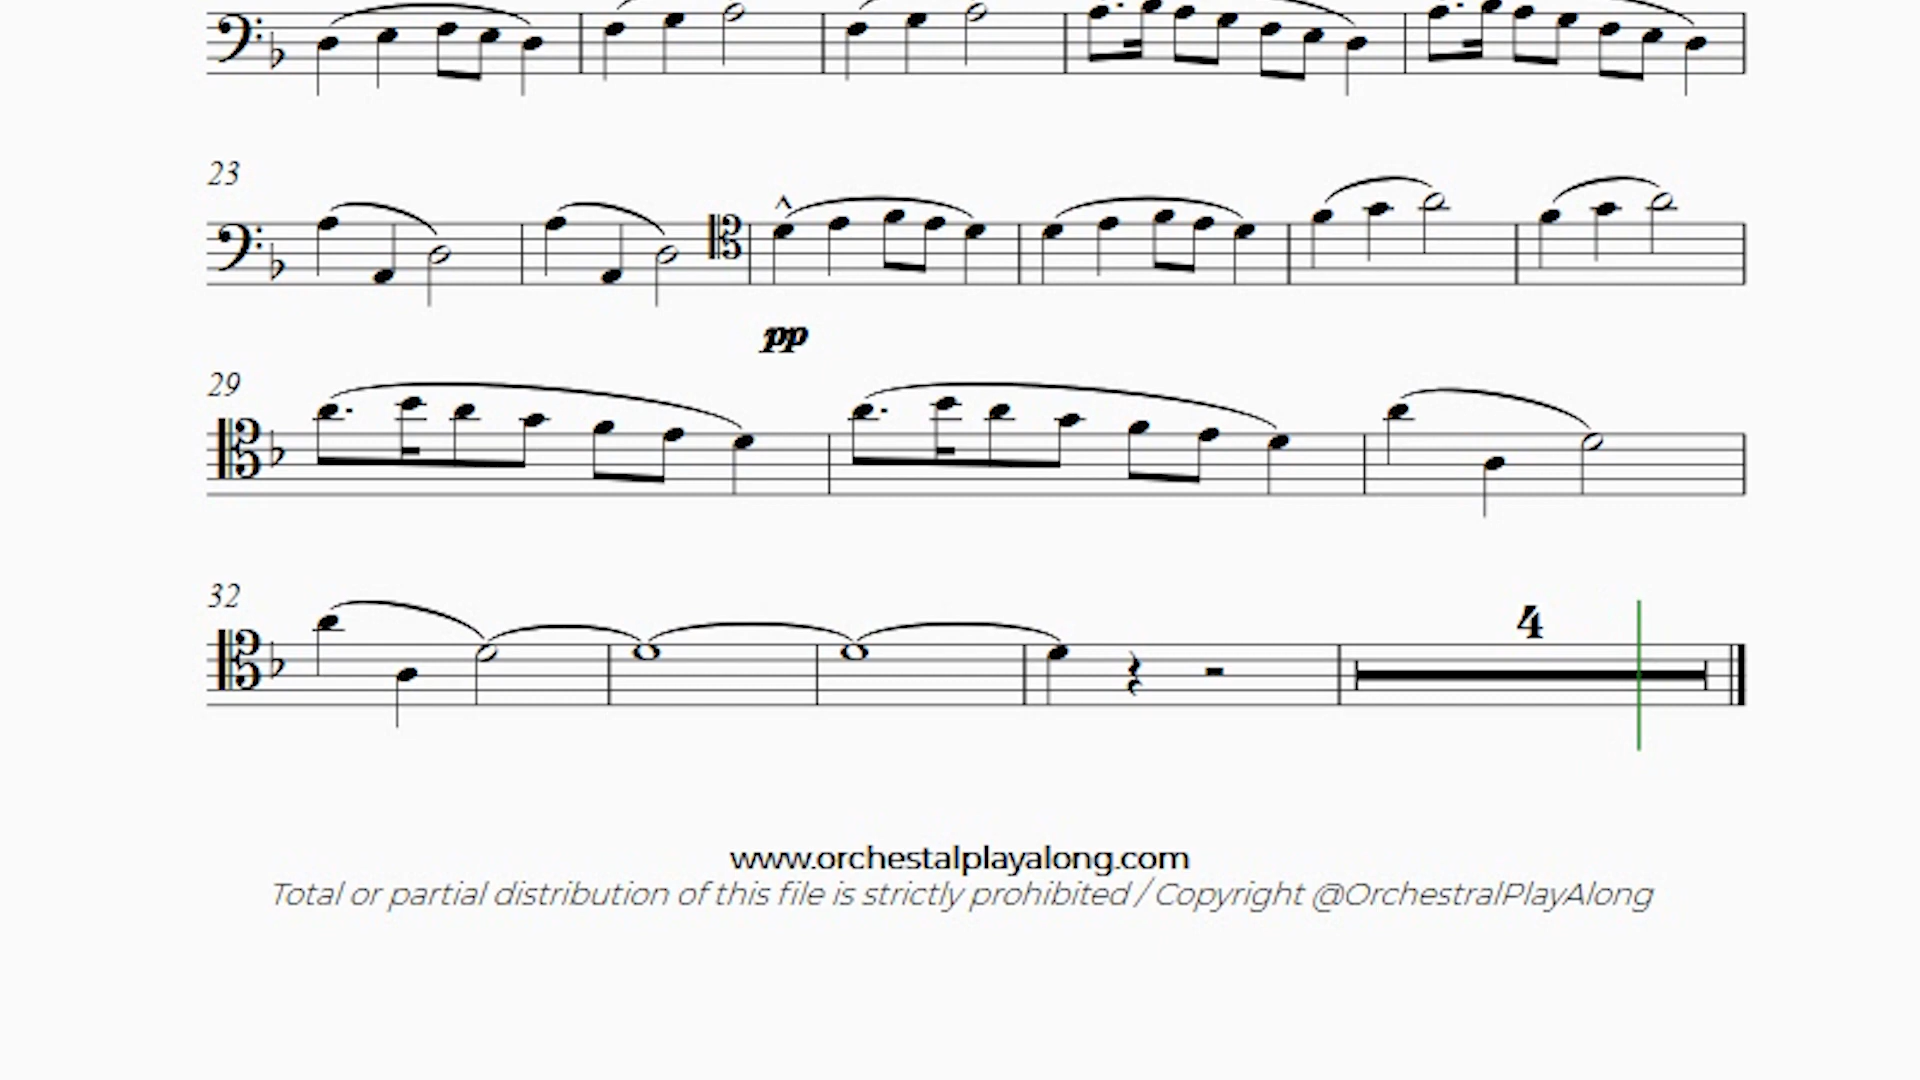 23
pp
29
32
4
www.orchestalplayalong.com
Total or partial distribution of this file is strictly prohibited / Copyright @OrchestralPlayAlong